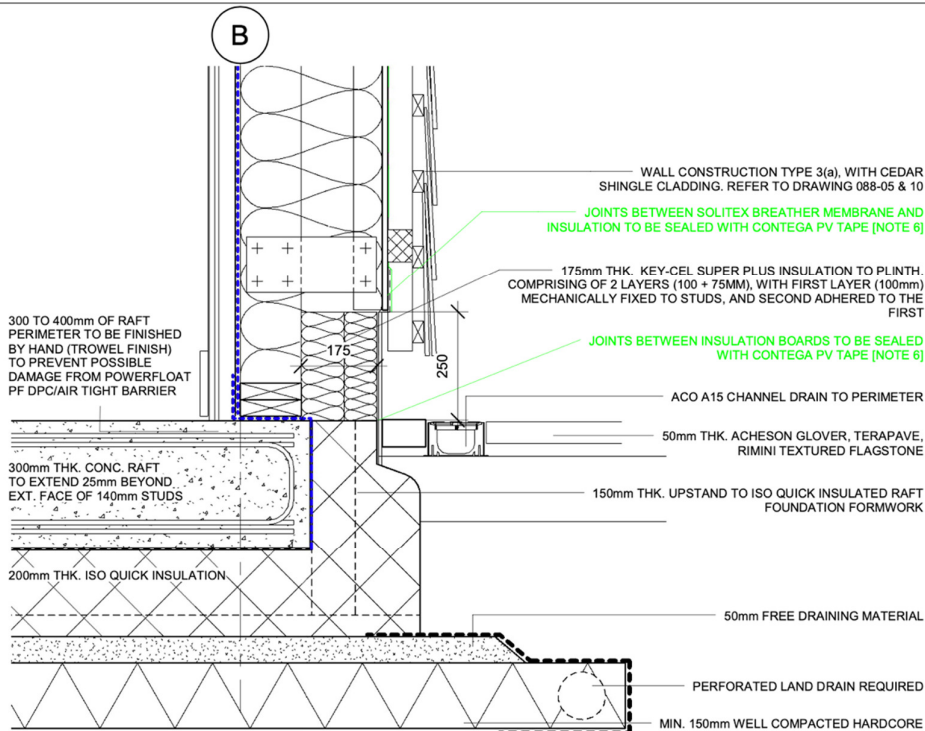 B
WALL CONSTRUCTION TYPE 3(a), WITH CEDAR
SHINGLE CLADDING. REFER TO DRAWING 088-05 & 10
JOINTS BETWEEN SOLITEX BREATHER MEMBRANE AND
INSULATION TO BE SEALED WITH CONTEGA PV TAPE [NOTE 6]
175mm THK. KEY-CEL SUPER PLUS INSULATION TO PLINTH,
COMPRISING OF 2 LAYERS (100 + 75MM), WITH FIRST LAYER (100mm)
MECHANICALLY FIXED TO STUDS, AND SECOND ADHERED TO THE
FIRST
300 TO 400mm OF RAFT
PERIMETER TO BE FINISHED
BY HAND (TROWEL FINISH)
TO PREVENT POSSIBLE
DAMAGE FROM POWERFLOAT
PF DPC/AIR TIGHT BARRIER
175
250
JOINTS BETWEEN INSULATION BOARDS TO BE SEALED
WITH CONTEGA PV TAPE [NOTE 6]
ACO A15 CHANNEL DRAIN TO PERIMETER
50mm THK. ACHESON GLOVER, TERAPAVE,
RIMINI TEXTURED FLAGSTONE
300mm THK. CONC. RAFT
TO EXTEND 25mm BEYOND
EXT. FACE OF 140mm STUDS
150mm THK. UPSTAND TO ISO QUICK INSULATED RAFT
FOUNDATION FORMWORK
200mm THK. ISO QUICK INSULATION
50mm FREE DRAINING MATERIAL
PERFORATED LAND DRAIN REQUIRED
MIN. 150mm WELL COMPACTED HARDCORE